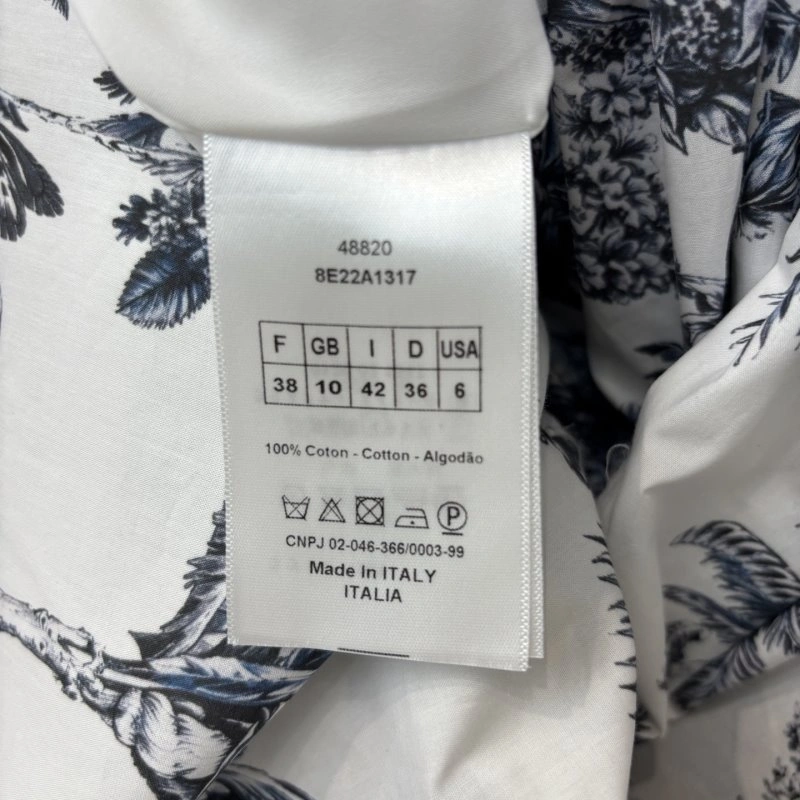 48820
8E22A1317
F GB I D USA
38 10 42 36 6
100% Coton - Cotton - Algodão
P
CNPJ 02-046-366/0003-99
Made In ITALY
ITALIA